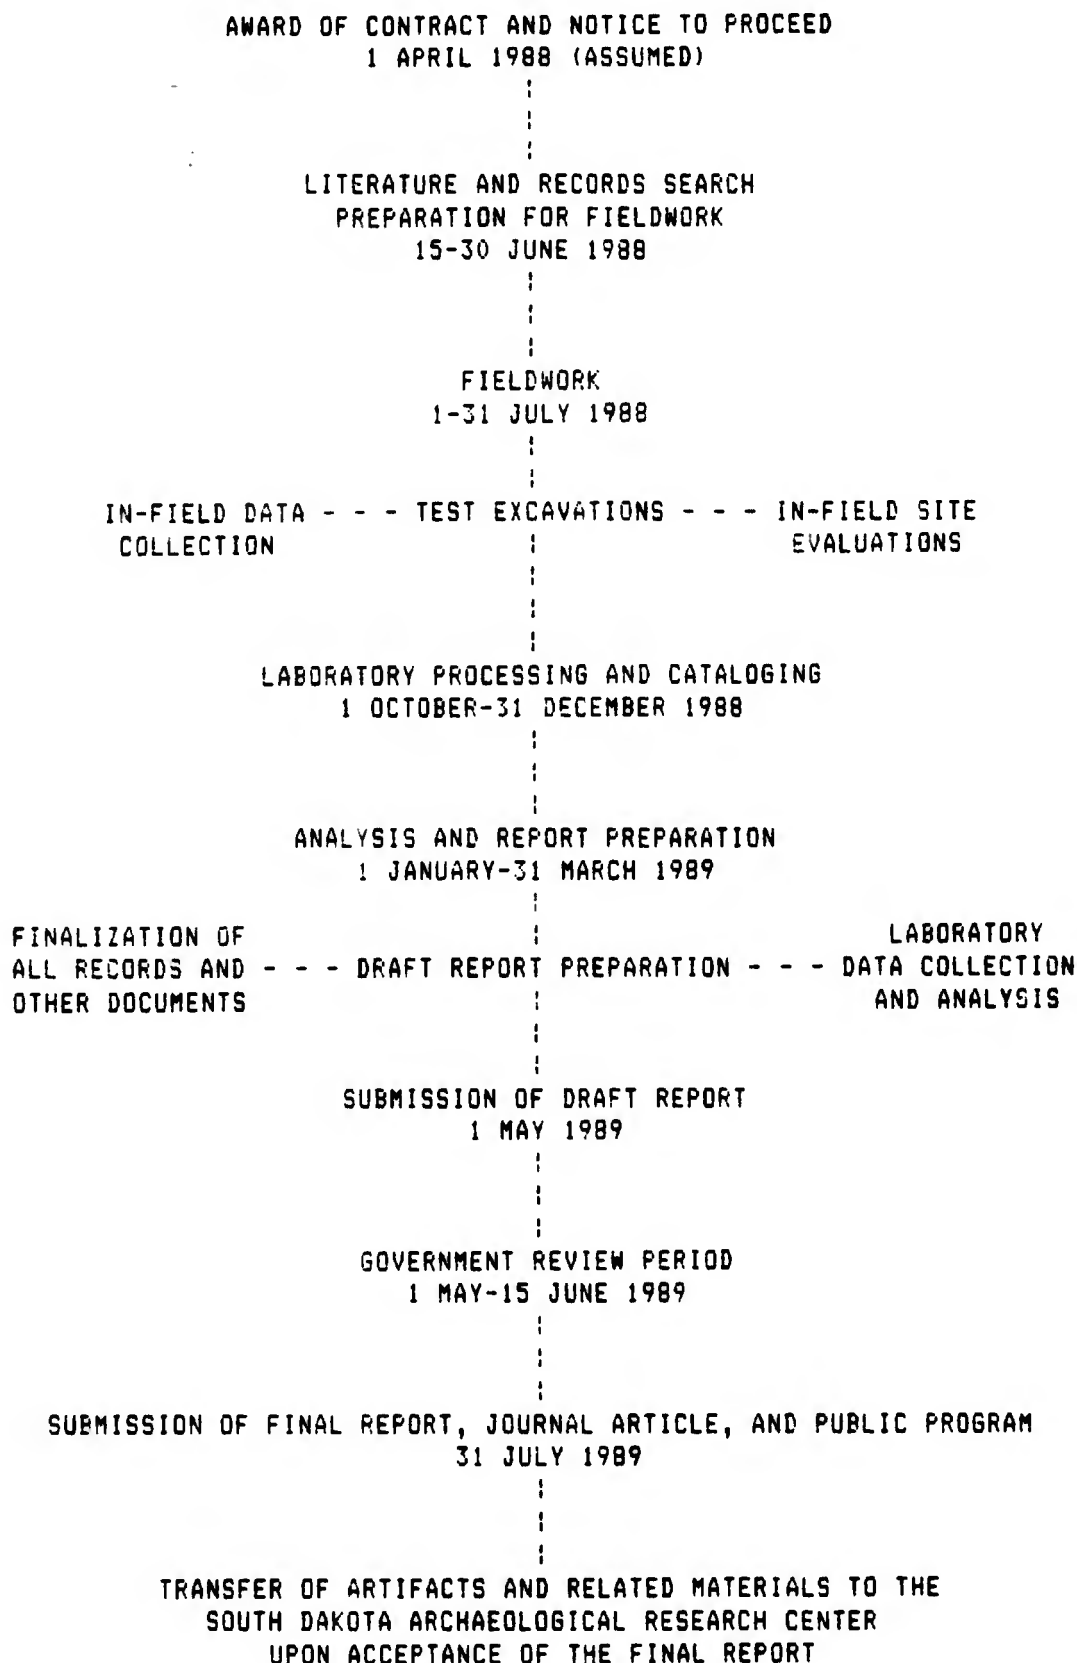 AWARD OF CONTRACT AND NOTICE TO PROCEED
1 APRIL 1988 (ASSUMED)
LITERATURE AND RECORDS SEARCH
PREPARATION FOR FIELDWORK
15-30 JUNE 1988
FIELDWORK
1-31 JULY 1988
IN-FIELD DATA - - - TEST EXCAVATIONS - - - IN-FIELD SITE
COLLECTION EVALUATIONS
LABORATORY PROCESSING AND CATALOGING
1 OCTOBER-31 DECEMBER 1988
ANALYSIS AND REPORT PREPARATION
1 JANUARY-31 MARCH 1989
FINALIZATION OF LABORATORY
ALL RECORDS AND - - - DRAFT REPORT PREPARATION - - - DATA COLLECTION
OTHER DOCUMENTS AND ANALYSIS
SUBMISSION OF DRAFT REPORT
1 MAY 1989
GOVERNMENT REVIEW PERIOD
1 MAY-15 JUNE 1989
SUBMISSION OF FINAL REPORT, JOURNAL ARTICLE, AND PUBLIC PROGRAM
31 JULY 1989
TRANSFER OF ARTIFACTS AND RELATED MATERIALS TO THE
SOUTH DAKOTA ARCHAEOLOGICAL RESEARCH CENTER
UPON ACCEPTANCE OF THE FINAL REPORT